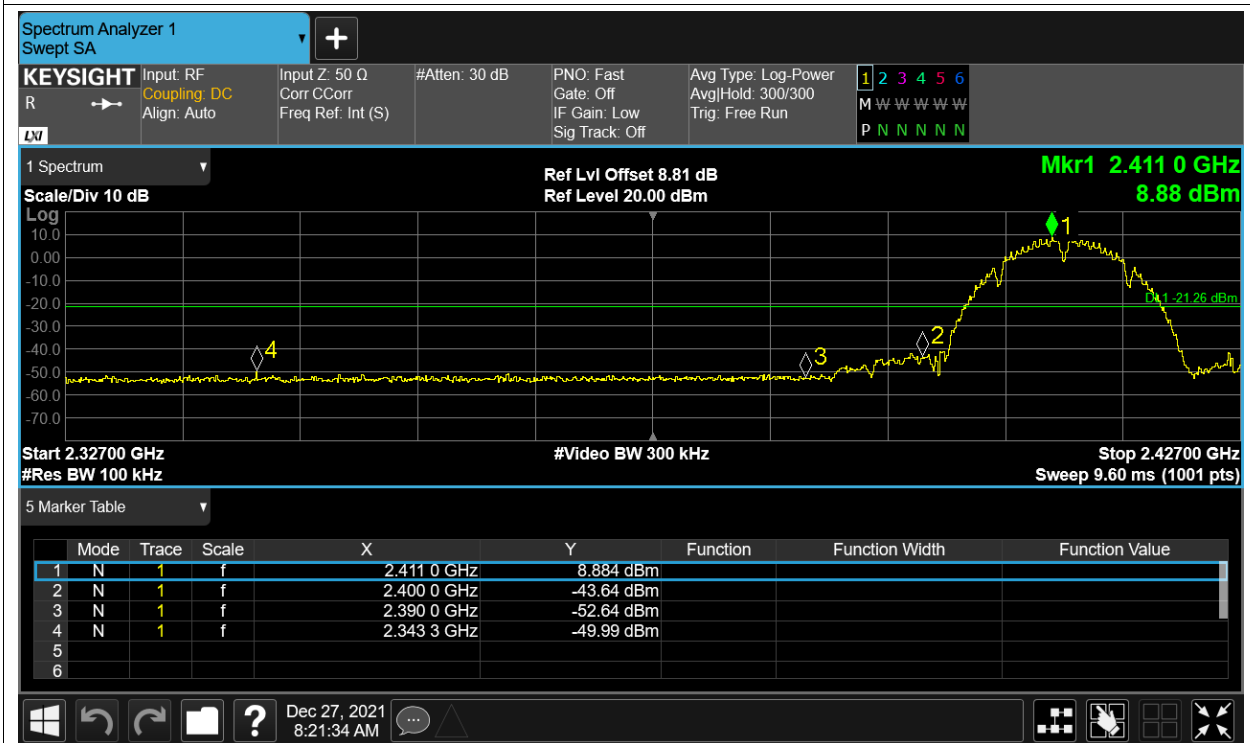 Spectrum Analyzer 1
Swept SA
+
KEYSIGHT Input: RF Input Z: 50 Ω #Atten: 30 dB PNO: Fast Avg Type: Log-Power 1 2 3 4 5 6
R Coupling: DC Corr CCorr Gate: Off Avg|Hold: 300/300 M W W W W W
Align: Auto Freq Ref: Int (S) IF Gain: Low Trig: Free Run
LXI Sig Track: Off P N N N N N
1 Spectrum Ref Lvl Offset 8.81 dB Mkr1 2.411 0 GHz
Scale/Div 10 dB Ref Level 20.00 dBm 8.88 dBm
Log
1
10.0
0.00
-10.0
-20.0
-21.26 dBm
-30.0
2
-40.0
4
3
-50.0
-60.0
-70.0
Start 2.32700 GHz #Video BW 300 kHz Stop 2.42700 GHz
#Res BW 100 kHz Sweep 9.60 ms (1001 pts)
5 Marker Table
Mode Trace Scale X Y Function Function Width Function Value
1 N 1 f 2.411 0 GHz 8.884 dBm
2 N 1 f 2.400 0 GHz -43.64 dBm
3 N 1 f 2.390 0 GHz -52.64 dBm
4 N 1 f 2.343 3 GHz -49.99 dBm
5
6
? Dec 27, 2021
8:21:34 AM